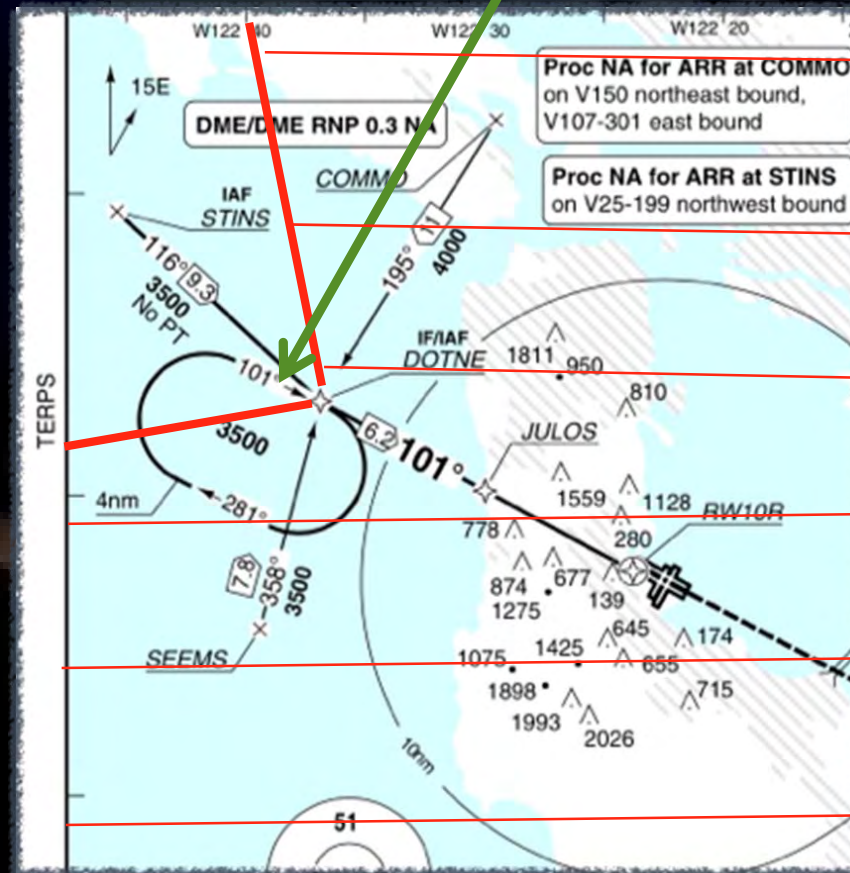 W122 40
W122 30
W122 20
15E
DME/DME RNP 0.3 NA
Proc NA for ARR at COMMO
on V150 northeast bound,
V107-301 east bound
Proc NA for ARR at STINS
on V25-199 northwest bound
COMMO
IAF
STINS
116°
9.3
3500
No PT
11
195°
4000
IF/IAF
DOTNE
101°
3500
6.2
101°
JULOS
1811
950
810
TERPS
4nm
281°
1559
1128
RW10R
778
280
7.8
358°
3500
874
677
139
1275
SEEMS
645
174
1425
655
1075
1898
715
1993
2026
10nm
51